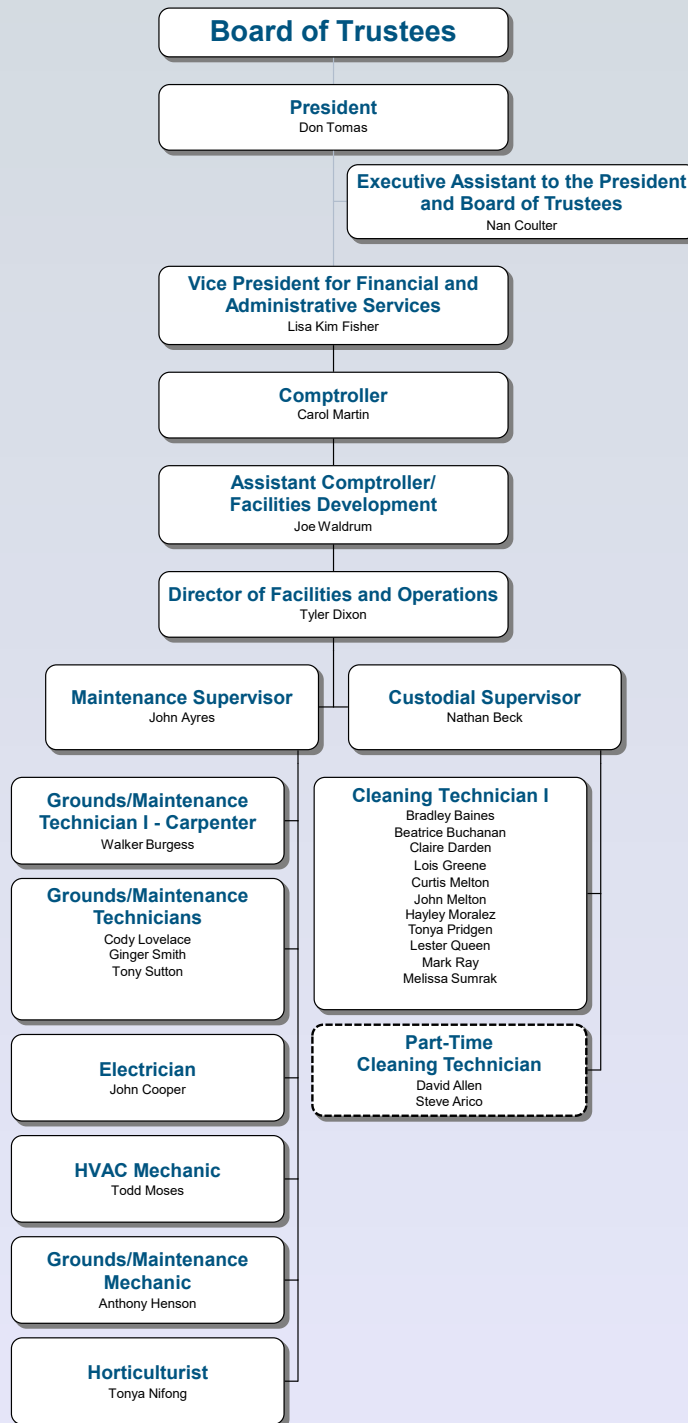 Board of Trustees
President
Don Tomas
Executive Assistant to the President
and Board of Trustees
Nan Coulter
Vice President for Financial and
Administrative Services
Lisa Kim Fisher
Comptroller
Carol Martin
Assistant Comptroller/
Facilities Development
Joe Waldrum
Director of Facilities and Operations
Tyler Dixon
Maintenance Supervisor
John Ayres
Custodial Supervisor
Nathan Beck
Grounds/Maintenance
Technician I - Carpenter
Walker Burgess
Grounds/Maintenance
Technicians
Cody Lovelace
Ginger Smith
Tony Sutton
Electrician
John Cooper
HVAC Mechanic
Todd Moses
Grounds/Maintenance
Mechanic
Anthony Henson
Horticulturist
Tonya Nifong
Cleaning Technician I
Bradley Baines
Beatrice Buchanan
Claire Darden
Lois Greene
Curtis Melton
John Melton
Hayley Moralez
Tonya Pridgen
Lester Queen
Mark Ray
Melissa Sumrak
Part-Time
Cleaning Technician
David Allen
Steve Arico